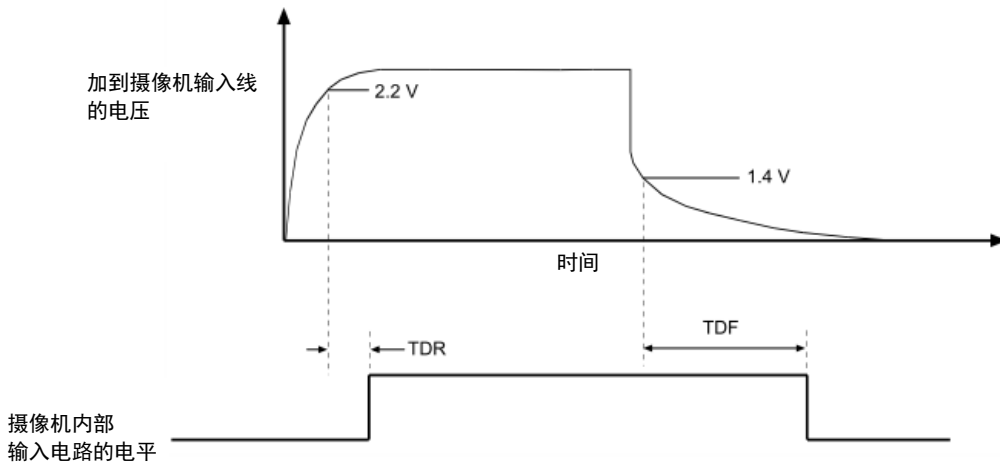 加到摄像机输入线
的电压
2.2 V
1.4 V
时间
TDF
TDR
摄像机内部
输入电路的电平